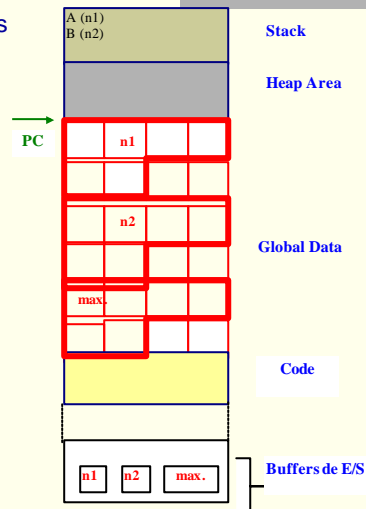 s
A (n1)
B (n2)
Stack
Heap Area
PC
n1
n2
Global Data
max.
Code
n1 n2 max.
Buffers de E/S